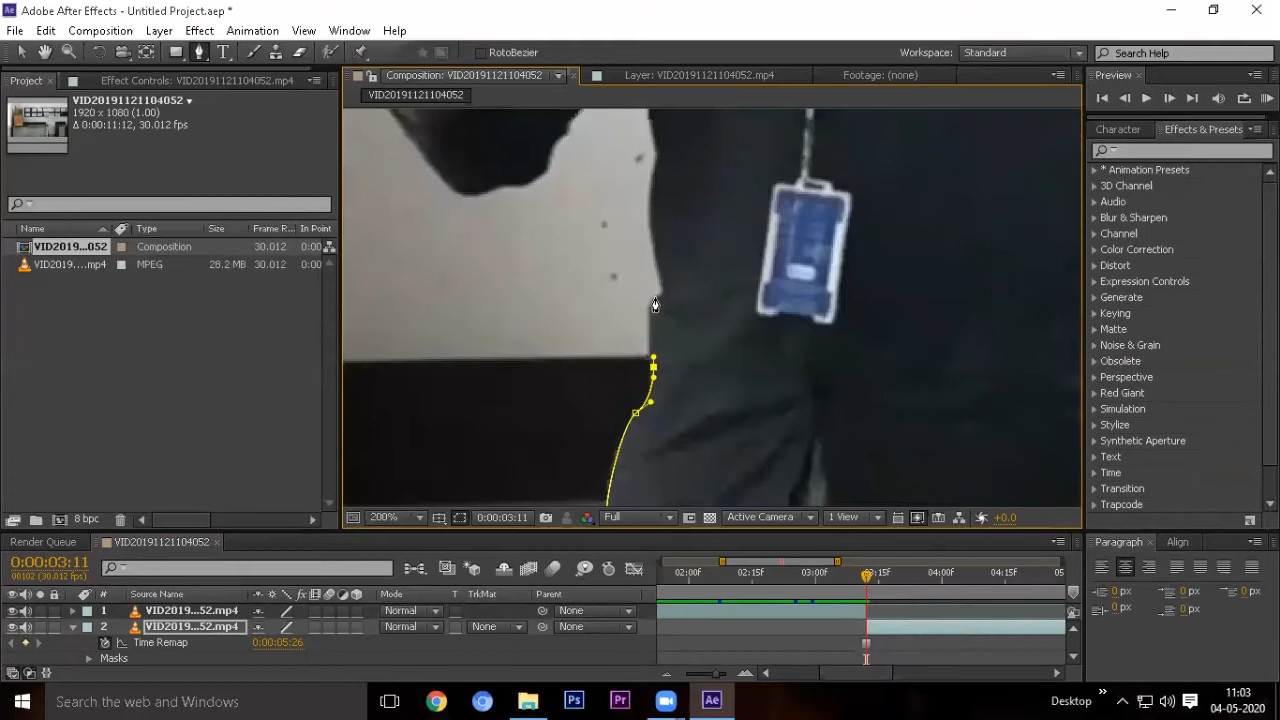 Adobe After Effects - Untitled Project.aep *
File Edit Composition Layer Effect Animation View Window Help
RotoBezier Workspace: Standard Search Help
Project Effect Controls: VID20191121104052.mp4 Composition: VID20191121104052 Layer: VID20191121104052.mp4 Footage: (none) Preview
VID20191121104052
VID20191121104052
1920 x 1080 (1.00)
Δ 0:00:11:12, 30.012 fps
Character Effects & Presets
* Animation Presets
3D Channel
Audio
Blur & Sharpen
Channel
Color Correction
Distort
Expression Controls
Generate
Keying
Matte
Noise & Grain
Obsolete
Perspective
Red Giant
Simulation
Stylize
Synthetic Aperture
Text
Time
Transition
Trapcode
Name Type Size Frame R... In Point
VID2019...052 Composition 30.012 0:00
VID2019....mp4 MPEG 28.2 MB 30.012 0:00
8 bpc
200% 0:00:03:11 Full Active Camera 1 View +0.0
Render Queue VID20191121104052 Paragraph Align
0:00:03:11
00102 (30.012 fps)
02:00f 02:15f 03:00f 03:15f 04:00f 04:15f 05
# Source Name Mode T TrkMat Parent
1 VID2019...52.mp4 Normal None
2 VID2019...52.mp4 Normal None None
Time Remap 0:00:05:26
Masks
0 px 0 px 0 px
0 px 0 px
Search the web and Windows
Ps Pr Ae
Desktop
11:03
04-05-2020